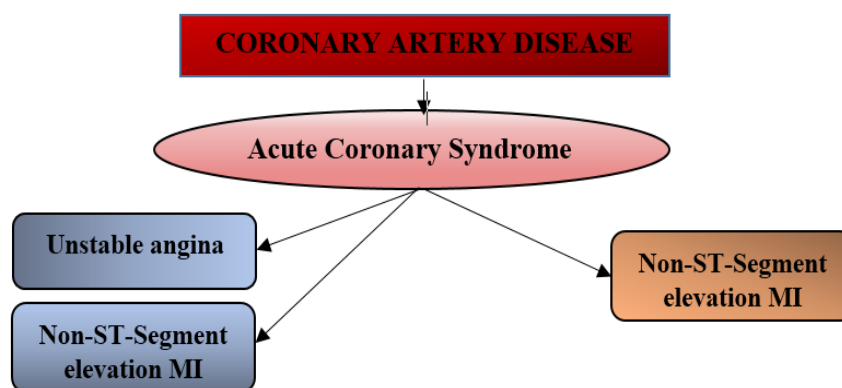 CORONARY ARTERY DISEASE
Acute Coronary Syndrome
Unstable angina
Non-ST-Segment
elevation MI
Non-ST-Segment
elevation MI